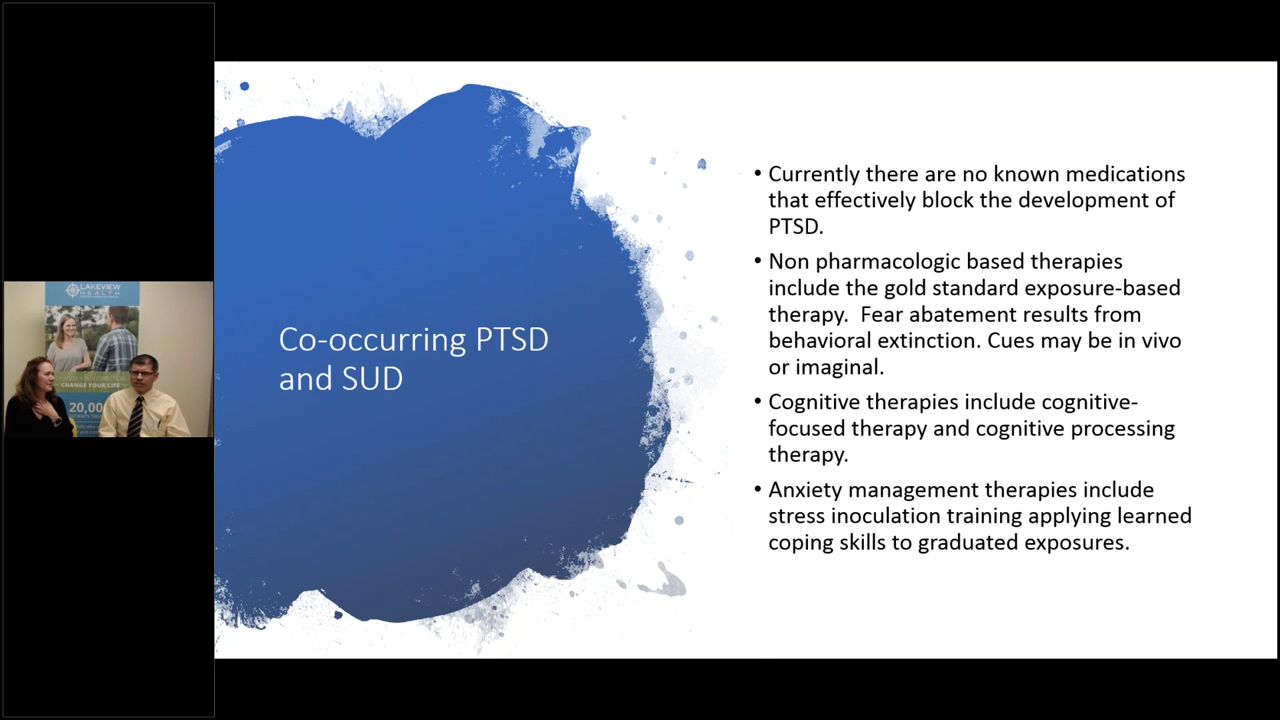 LAKEVIEW
HEALTH
CHANGE YOUR LIFE
20,00
Co-occurring PTSD
and SUD
• Currently there are no known medications
that effectively block the development of
PTSD.
• Non pharmacologic based therapies
include the gold standard exposure-based
therapy.  Fear abatement results from
behavioral extinction. Cues may be in vivo
or imaginal.
• Cognitive therapies include cognitive-
focused therapy and cognitive processing
therapy.
• Anxiety management therapies include
stress inoculation training applying learned
coping skills to graduated exposures.